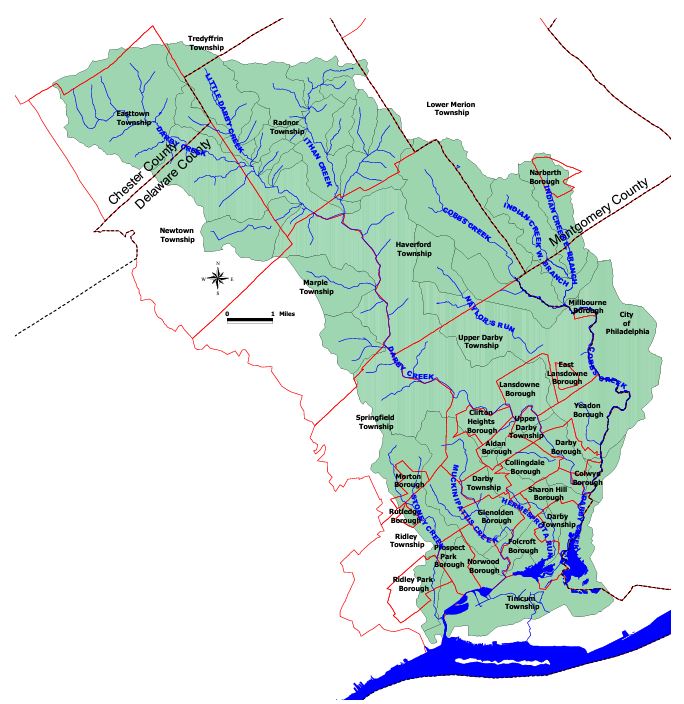 Tredyffrin
Township
Lower Merion
Township
LITTLE DARBY CREEK
Easttown
Township
Radnor
Township
ITHAN CREEK
DARBY CREEK
Chester County
Delaware County
Narberth
Borough
Montgomery County
INDIAN CREEK E. BRANCH
INDIAN CREEK W. BRANCH
COBBS CREEK
Newtown
Township
Haverford
Township
N
W
E
S
Marple
Township
0
1
Miles
NAYLOR'S RUN
Millbourne
Borough
City
of
Philadelphia
Upper Darby
Township
DARBY CREEK
COBBS CREEK
East
Lansdowne
Borough
Lansdowne
Borough
Yeadon
Borough
Springfield
Township
Clifton
Heights
Borough
Upper
Darby
Township
Aldan
Borough
Darby
Borough
Collingdale
Borough
Colwyn
Borough
Morton
Borough
Darby
Township
Sharon Hill
Borough
MUCKINIPATTIS CREEK
STONEY CREEK
HERMESPROTA RUN
DARBY CREEK
Rutledge
Borough
Glenolden
Borough
Darby
Township
Ridley
Township
Prospect
Park
Borough
Folcroft
Borough
Norwood
Borough
Ridley Park
Borough
Tinicum
Township